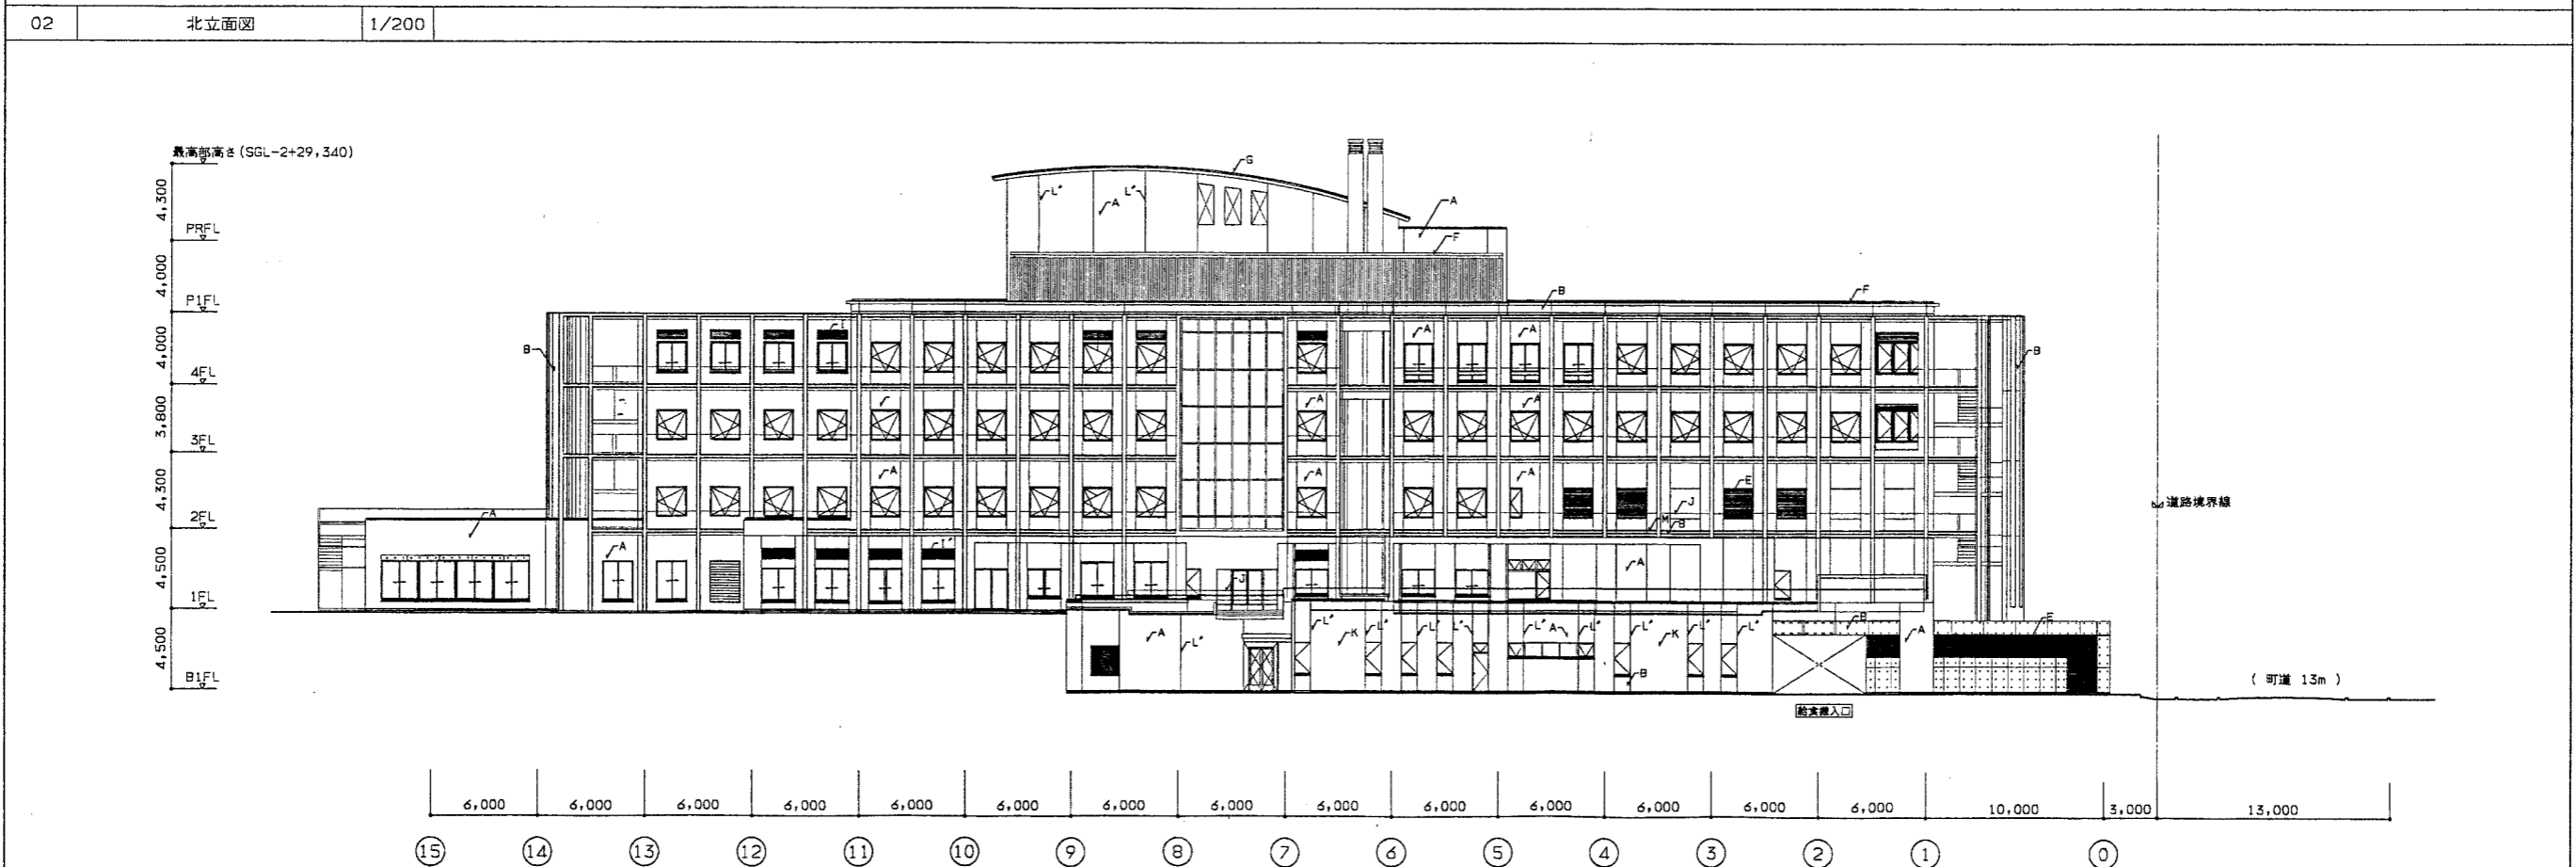 02 北立面図 1/200
最高部高さ(SGL-2+29,340)
4,300
PRFL
4,000
P1FL
4,000
4FL
3,800
3FL
4,300
2FL
4,500
1FL
4,500
B1FL
G
L' A L' A
F
B F
I A A
B B
A A
A A A E
J
M B
A A I' J A
道路境界線
A L' L' K L' L' L' L' A L' L' K L' L' B A E
B
(町道 13m)
給食搬入口
6,000 6,000 6,000 6,000 6,000 6,000 6,000 6,000 6,000 6,000 6,000 6,000 6,000 6,000 10,000 3,000 13,000
15 14 13 12 11 10 9 8 7 6 5 4 3 2 1 0